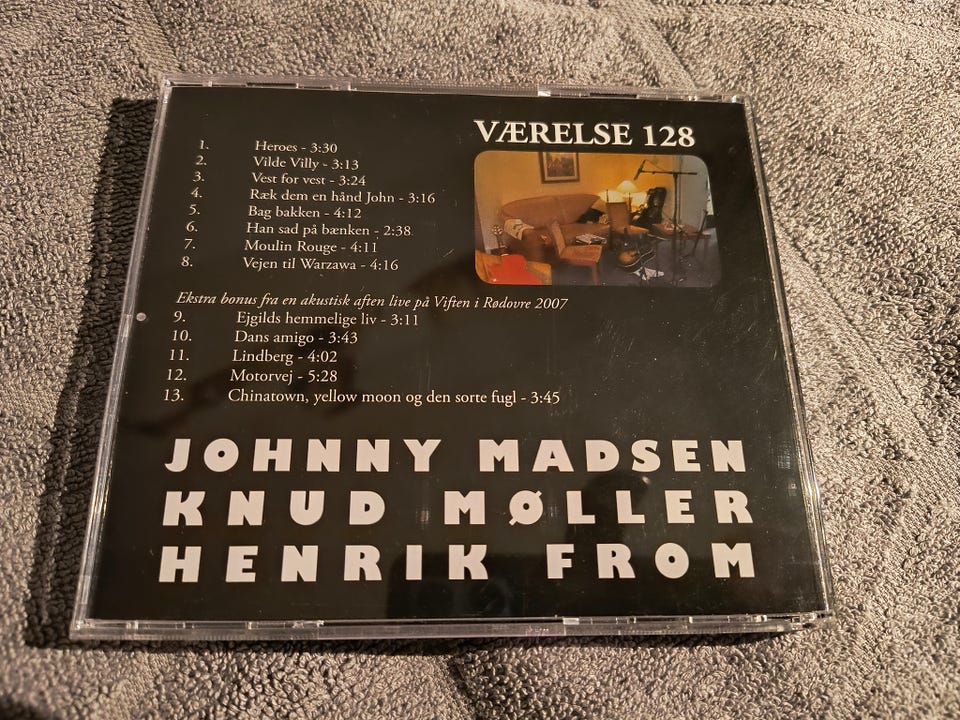 VÆRELSE 128
1. Heroes - 3:30
2. Vilde Villy - 3:13
3. Vest for vest - 3:24
4. Ræk dem en hånd John - 3:16
5. Bag bakken - 4:12
6. Han sad på bænken - 2:38
7. Moulin Rouge - 4:11
8. Vejen til Warzawa - 4:16
Ekstra bonus fra en akustisk aften live på Viften i Rødovre 2007
9. Ejgilds hemmelige liv - 3:11
10. Dans amigo - 3:43
11. Lindberg - 4:02
12. Motorvej - 5:28
13. Chinatown, yellow moon og den sorte fugl - 3:45
JOHNNY MADSEN
KNUD MØLLER
HENRIK FROM